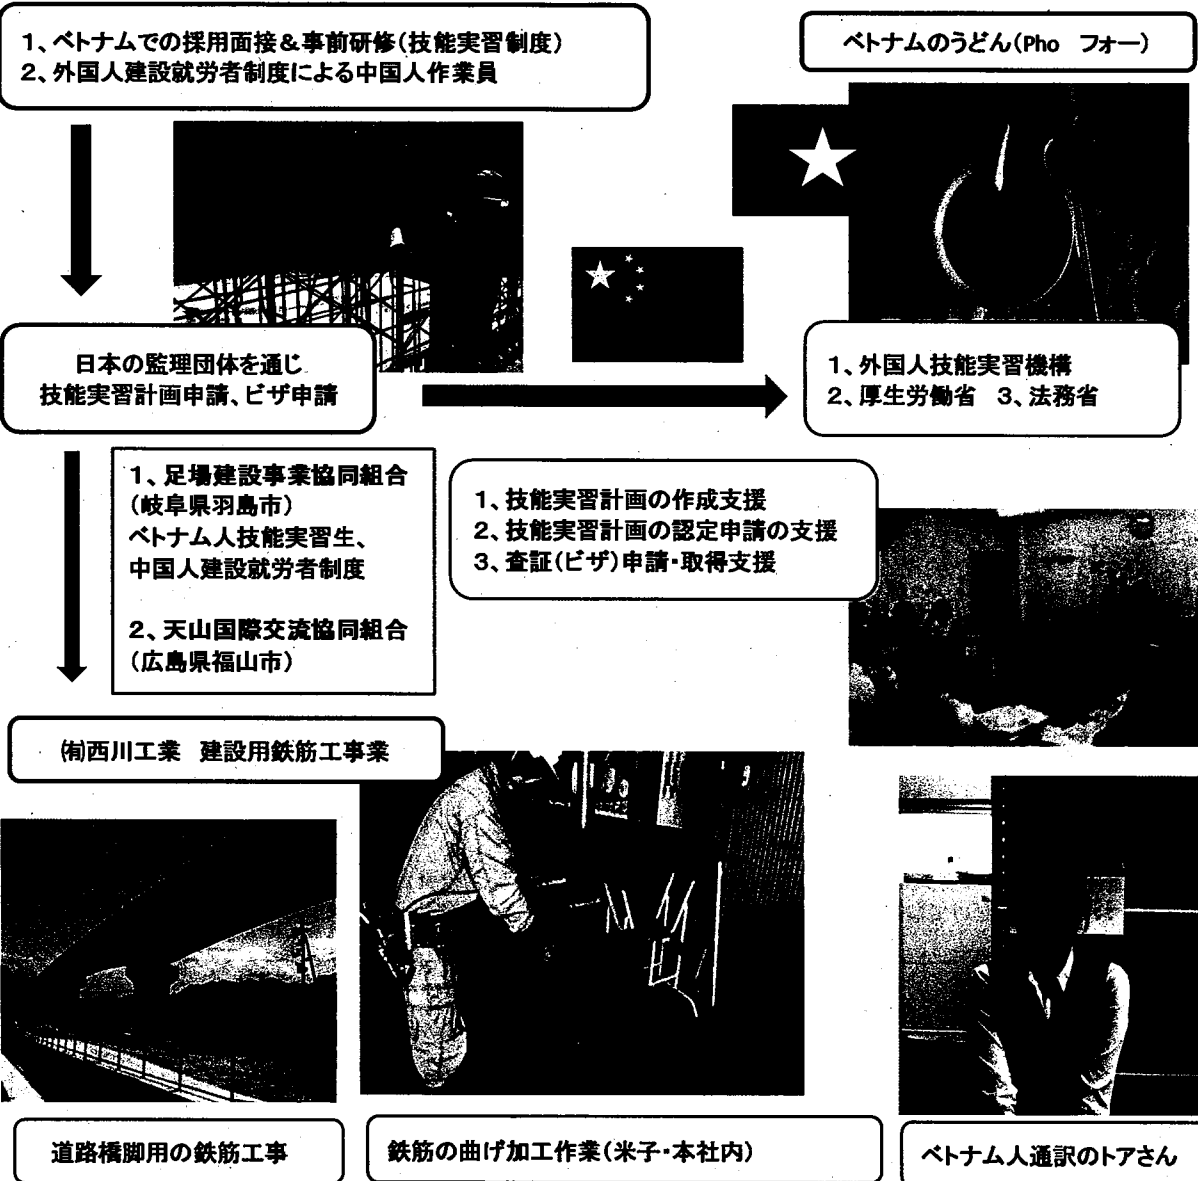 1、ベトナムでの採用面接&事前研修(技能実習制度)
2、外国人建設就労者制度による中国人作業員
ベトナムのうどん(Pho　フォー)
日本の監理団体を通じ
技能実習計画申請、ビザ申請
1、外国人技能実習機構
2、厚生労働省　3、法務省
1、足場建設事業協同組合
(岐阜県羽島市)
ベトナム人技能実習生、
中国人建設就労者制度
2、天山国際交流協同組合
(広島県福山市)
1、技能実習計画の作成支援
2、技能実習計画の認定申請の支援
3、査証(ビザ)申請・取得支援
㈲西川工業　建設用鉄筋工事業
道路橋脚用の鉄筋工事
鉄筋の曲げ加工作業(米子・本社内)
ベトナム人通訳のトアさん